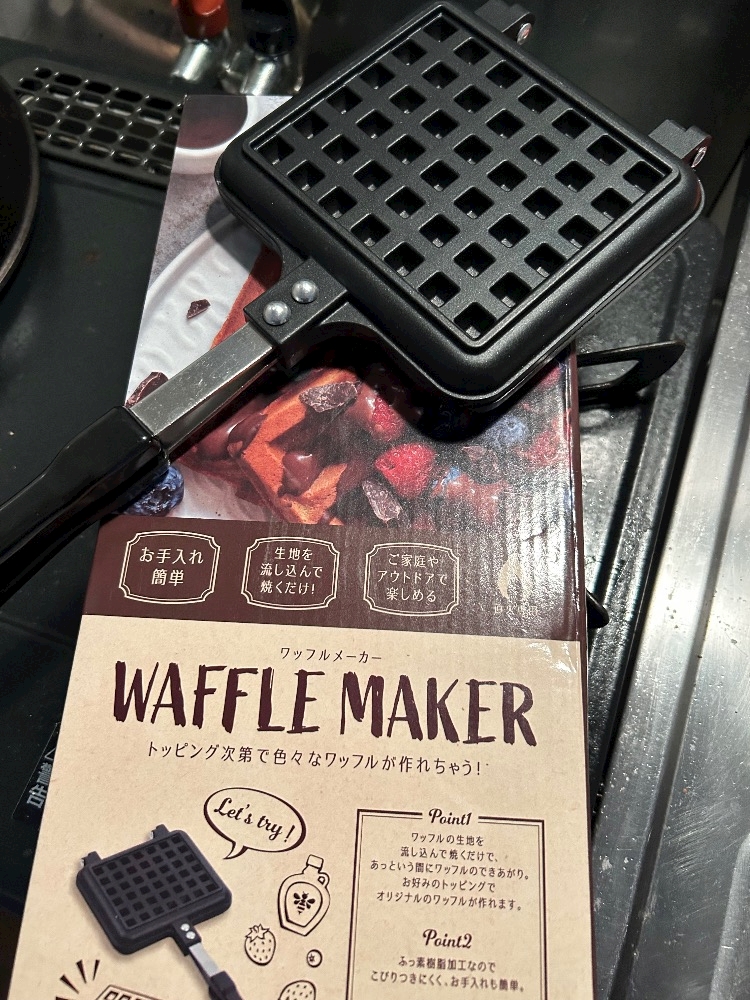 お手入れ
簡単
生地を
流し込んで
焼くだけ!
ご家庭や
アウトドアで
楽しめる
ワッフルメーカー
WAFFLE MAKER
トッピング次第で色々なワッフルが作れちゃう!
Let's try!
Point1
ワッフルの生地を
流し込んで焼くだけで、
あっという間にワッフルのできあがり。
お好みのトッピングで
オリジナルのワッフルが作れます。
Point2
ふっ素樹脂加工なので
こびりつきにくく、お手入れも簡単。